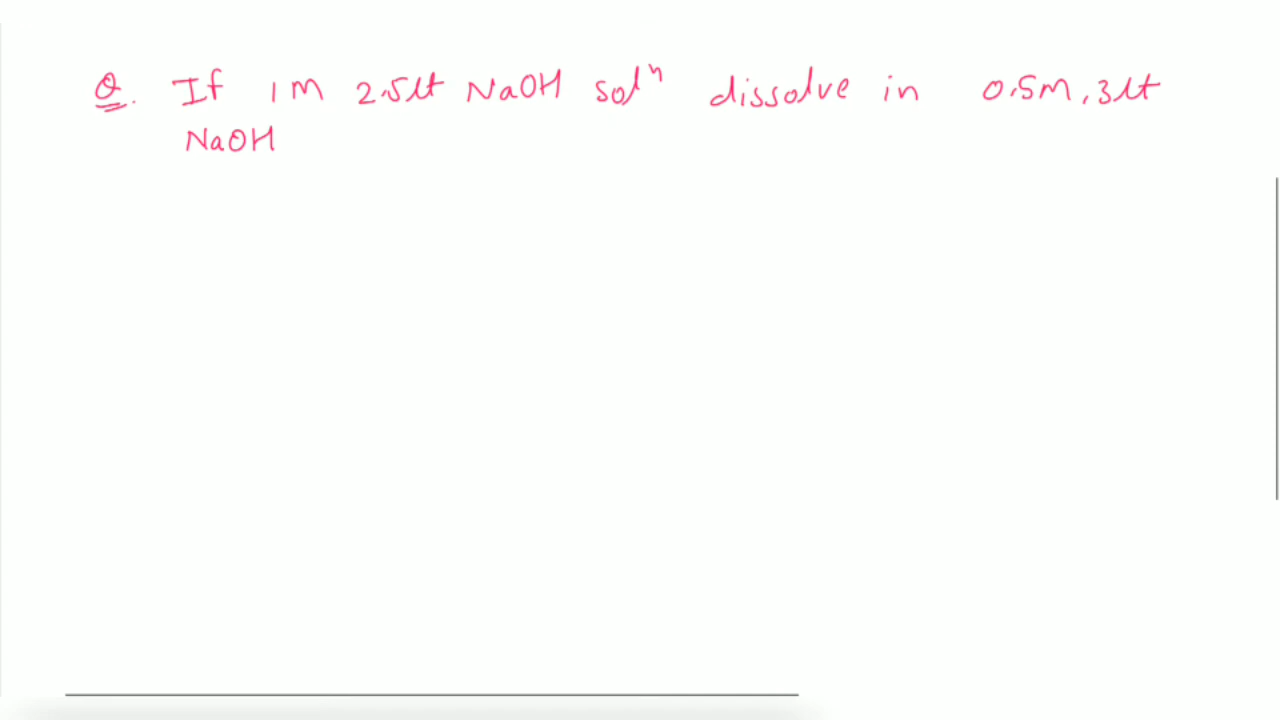 Q. If 1M 2.5lt NaOH solⁿ dissolve in 0.5m, 3lt
NaOH